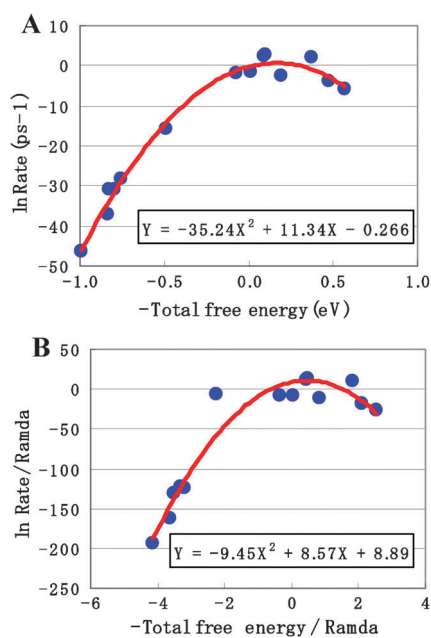 A
10
0
-10
-20
-30
-40
-50
ln Rate (ps-1)
Y = -35.24X² + 11.34X - 0.266
-1.0 -0.5 0.0 0.5 1.0
-Total free energy (eV)
B
50
0
-50
-100
-150
-200
-250
ln Rate/Ramda
Y = -9.45X² + 8.57X + 8.89
-6 -4 -2 0 2 4
-Total free energy / Ramda